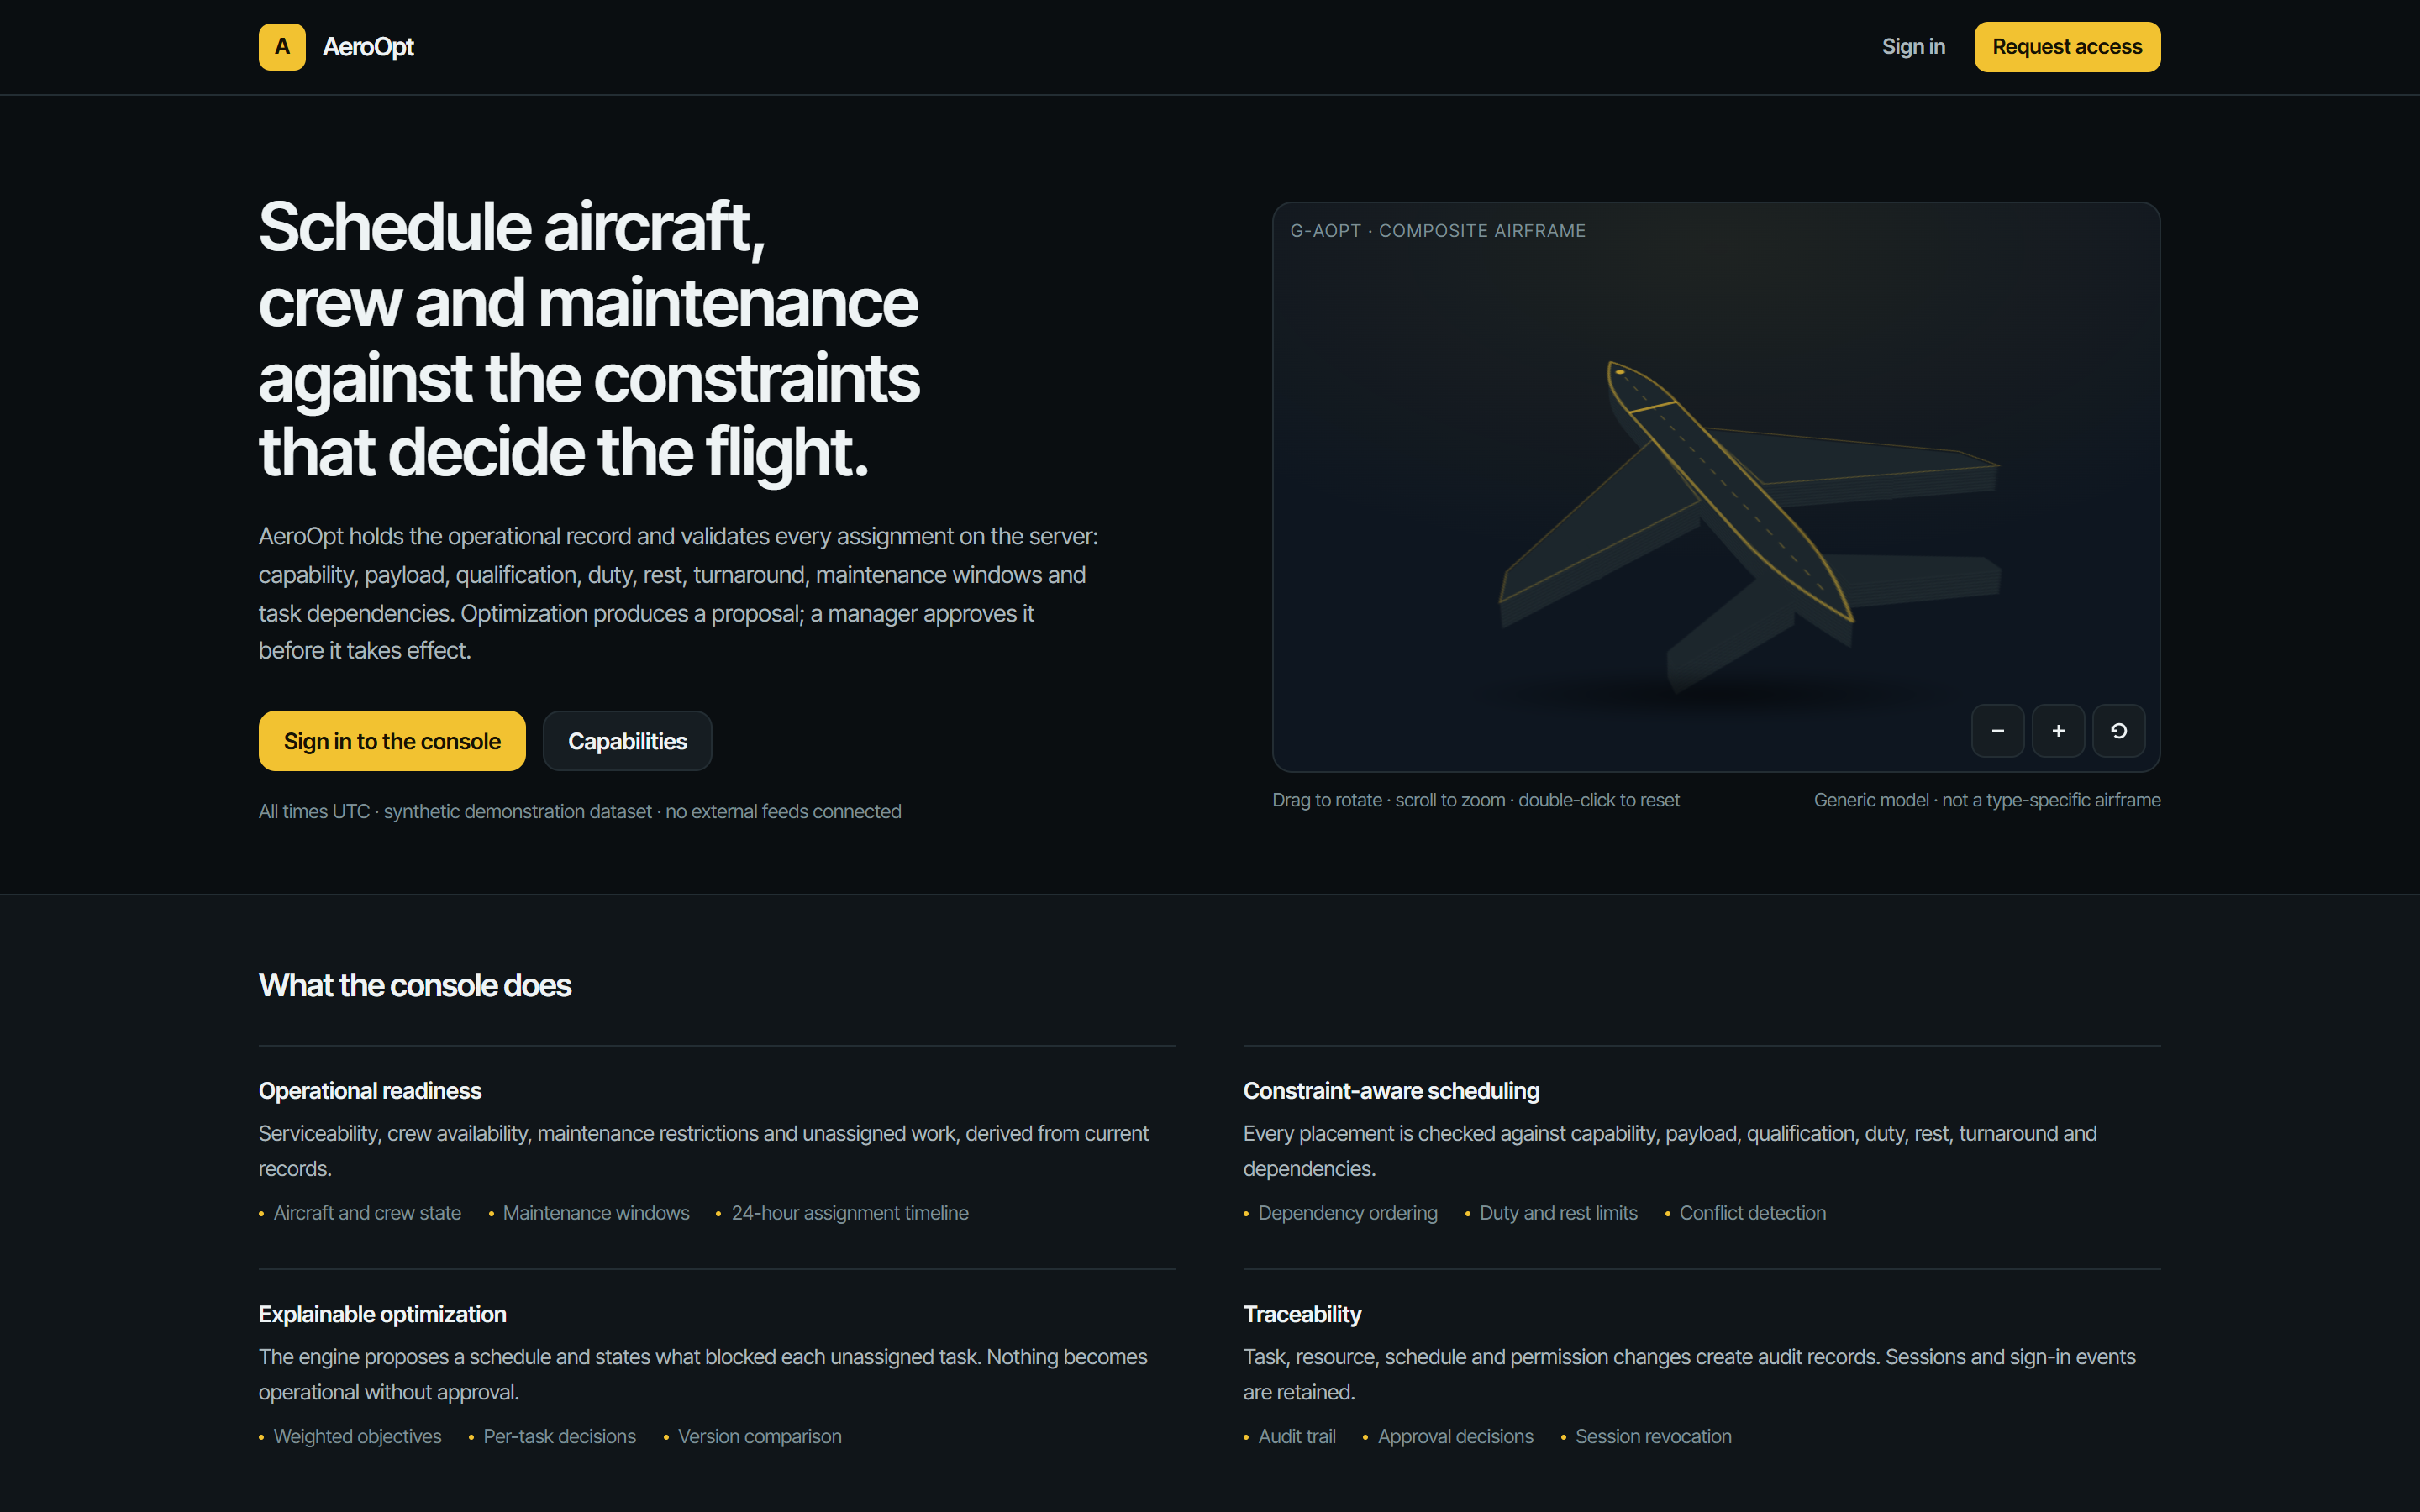 A
AeroOpt
Sign in
Request access
Schedule aircraft,
crew and maintenance
against the constraints
that decide the flight.
AeroOpt holds the operational record and validates every assignment on the server:
capability, payload, qualification, duty, rest, turnaround, maintenance windows and
task dependencies. Optimization produces a proposal; a manager approves it
before it takes effect.
Sign in to the console
Capabilities
All times UTC · synthetic demonstration dataset · no external feeds connected
G-AOPT · COMPOSITE AIRFRAME
Drag to rotate · scroll to zoom · double-click to reset
Generic model · not a type-specific airframe
What the console does
Operational readiness
Serviceability, crew availability, maintenance restrictions and unassigned work, derived from current
records.
• Aircraft and crew state • Maintenance windows • 24-hour assignment timeline
Constraint-aware scheduling
Every placement is checked against capability, payload, qualification, duty, rest, turnaround and
dependencies.
• Dependency ordering • Duty and rest limits • Conflict detection
Explainable optimization
The engine proposes a schedule and states what blocked each unassigned task. Nothing becomes
operational without approval.
• Weighted objectives • Per-task decisions • Version comparison
Traceability
Task, resource, schedule and permission changes create audit records. Sessions and sign-in events
are retained.
• Audit trail • Approval decisions • Session revocation